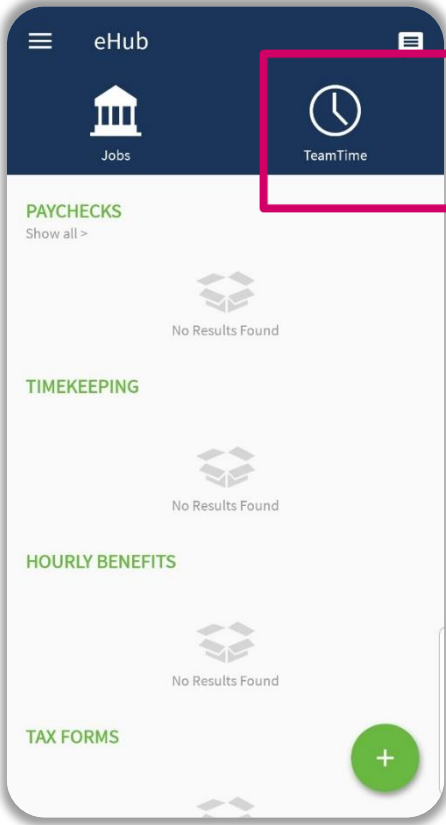 eHub
Jobs
TeamTime
PAYCHECKS
Show all >
No Results Found
TIMEKEEPING
No Results Found
HOURLY BENEFITS
No Results Found
TAX FORMS
+